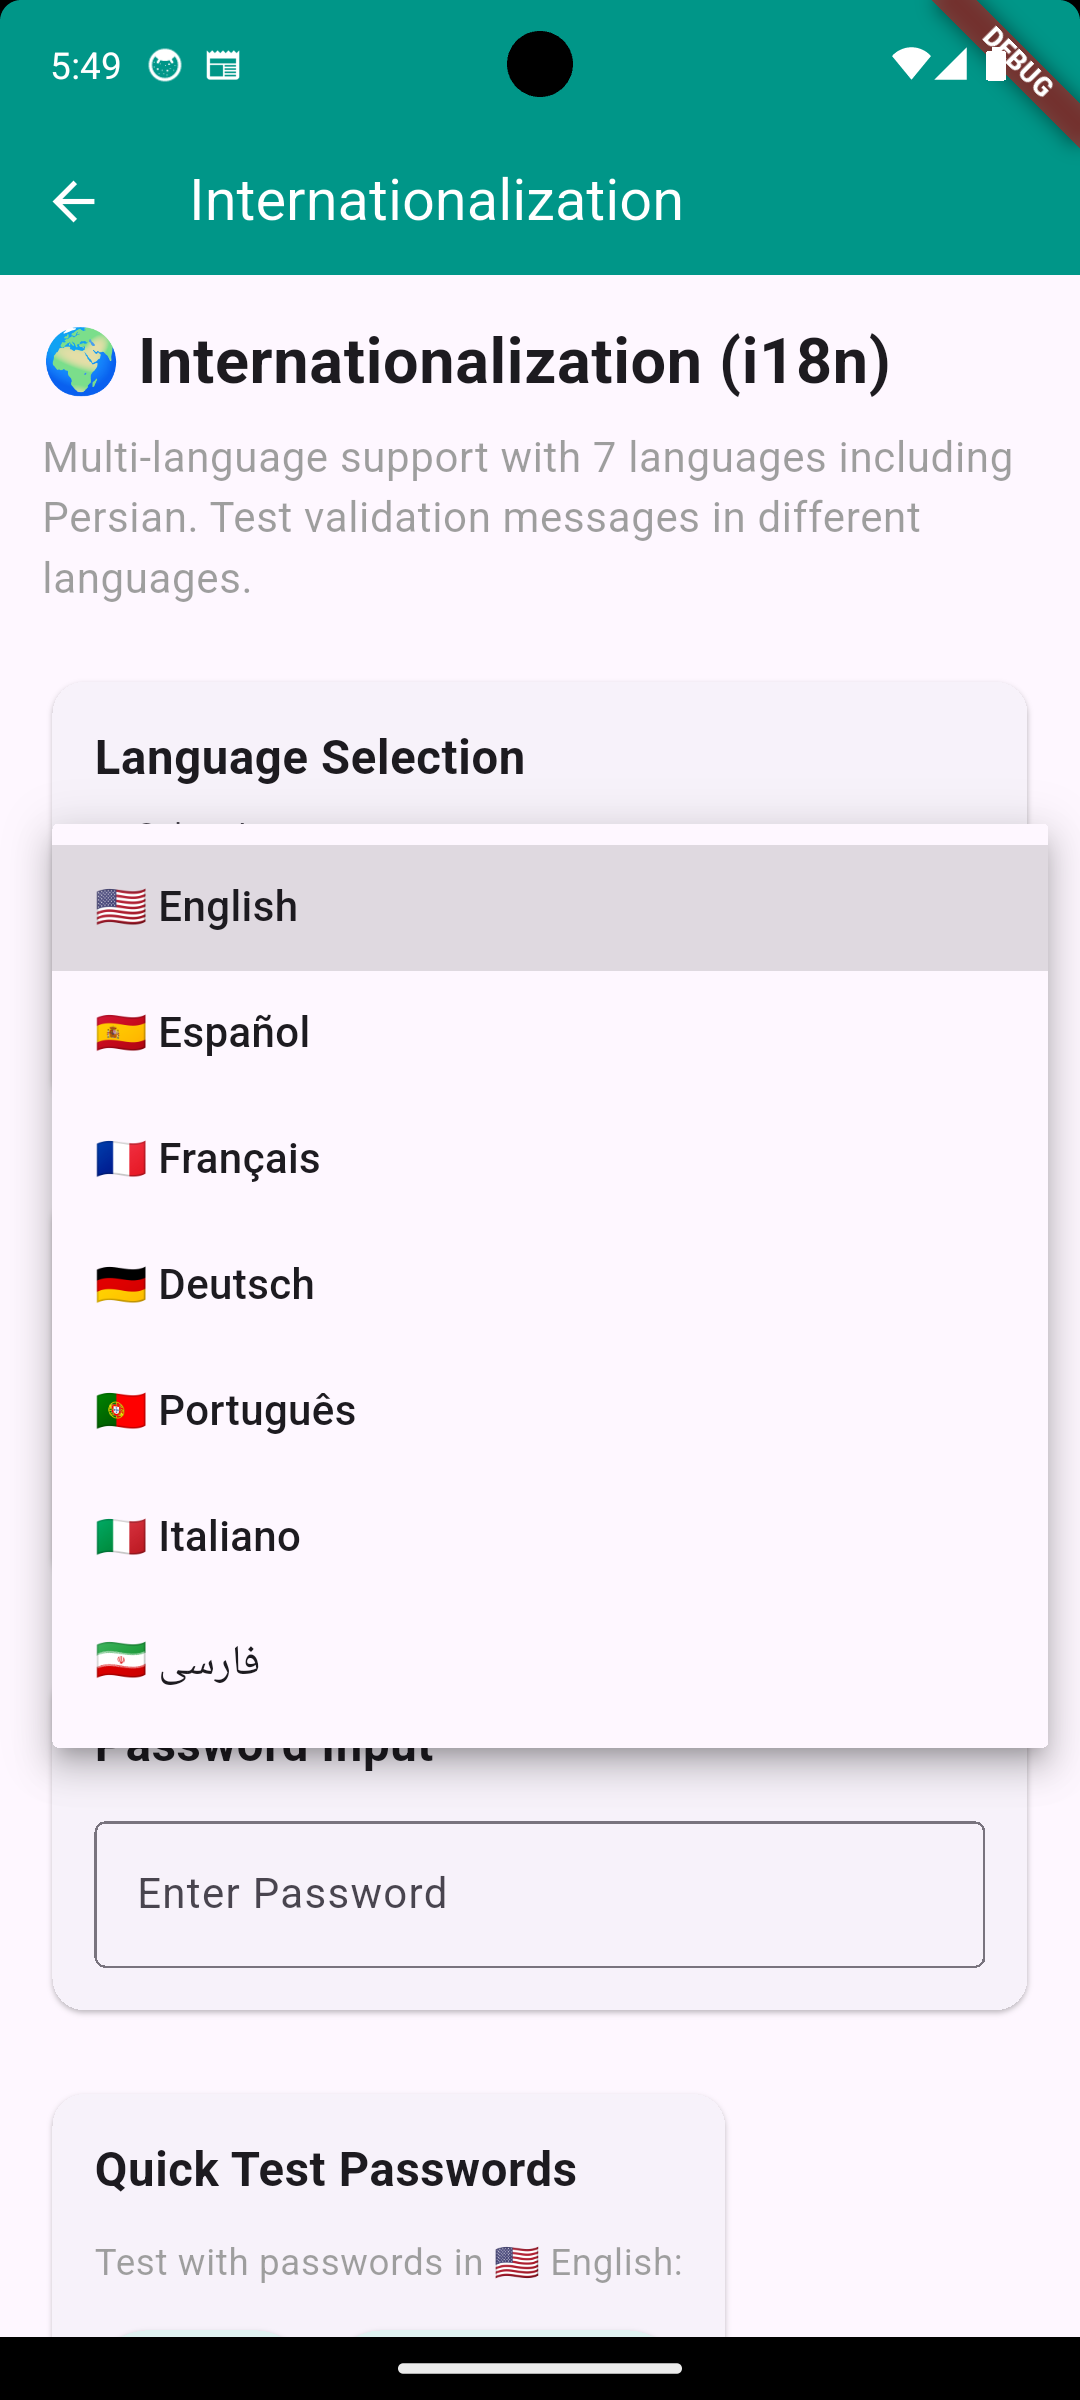 5:49
DEBUG
Internationalization
🌍 Internationalization (i18n)
Multi-language support with 7 languages including
Persian. Test validation messages in different
languages.
Language Selection
🇺🇸 English
🇪🇸 Español
🇫🇷 Français
🇩🇪 Deutsch
🇵🇹 Português
🇮🇹 Italiano
🇮🇷 فارسی
Password Input
Enter Password
Quick Test Passwords
Test with passwords in 🇺🇸 English: